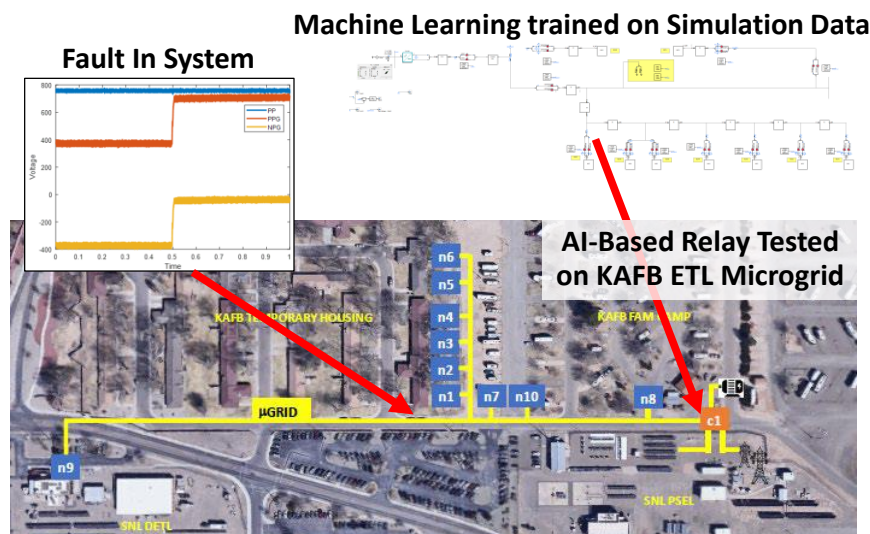 Machine Learning trained on Simulation Data
Fault In System
800
600
400
200
0
-200
-400
Voltage
PP
PPG
NPG
0 0.1 0.2 0.3 0.4 0.5 0.6 0.7 0.8 0.9 1
Time
AI-Based Relay Tested
on KAFB ETL Microgrid
n6
n5
KAFB TEMPORARY HOUSING
n4
KAFB FAM CAMP
n3
n2
n1
n7
n10
n8
µGRID
c1
n9
SNL PSEL
SNL DETL